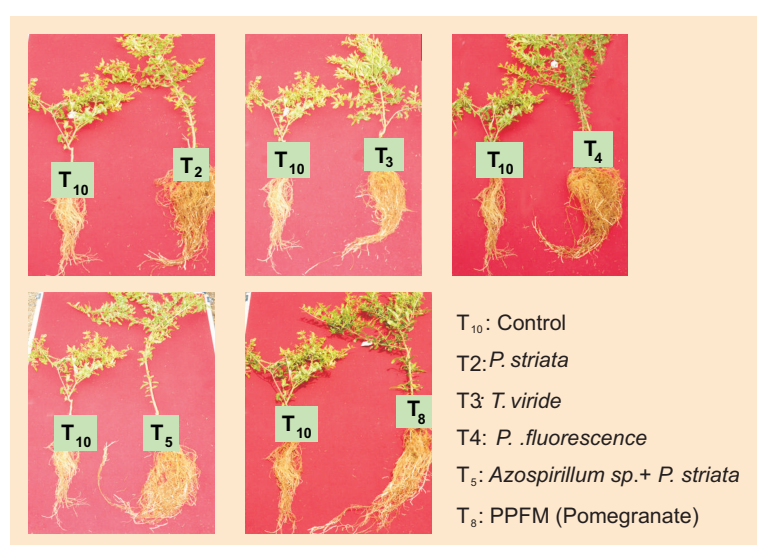 T10 T2
T10 T3
T10 T4
T10 T5
T10 T8
T10: Control
T2: P. striata
T3: T. viride
T4: P. .fluorescence
T5: Azospirillum sp.+ P. striata
T8: PPFM (Pomegranate)